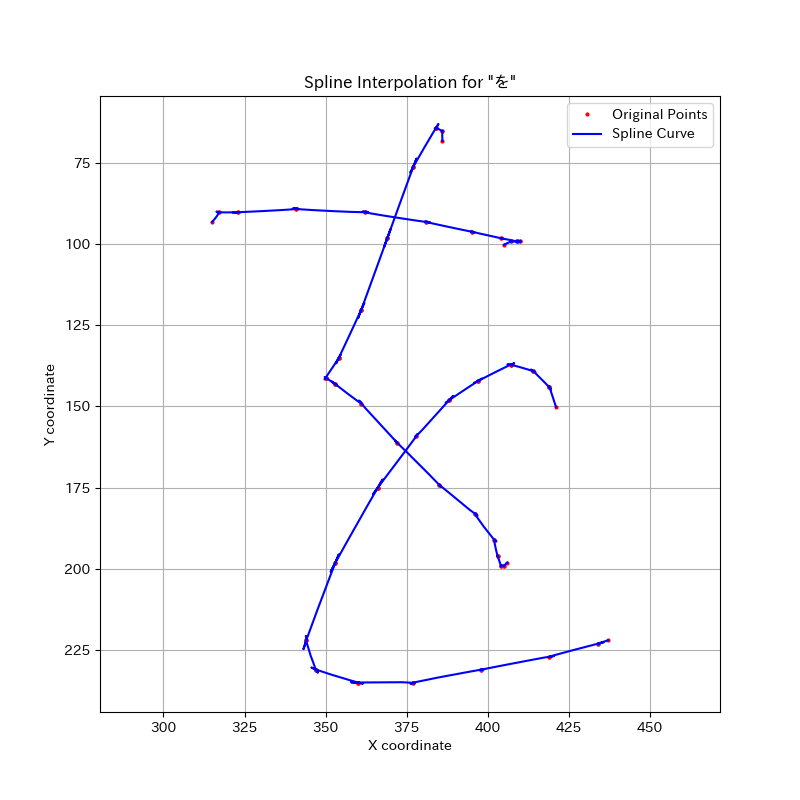 Spline Interpolation for "を"
Original Points
Spline Curve
Y coordinate
75
100
125
150
175
200
225
300 325 350 375 400 425 450
X coordinate